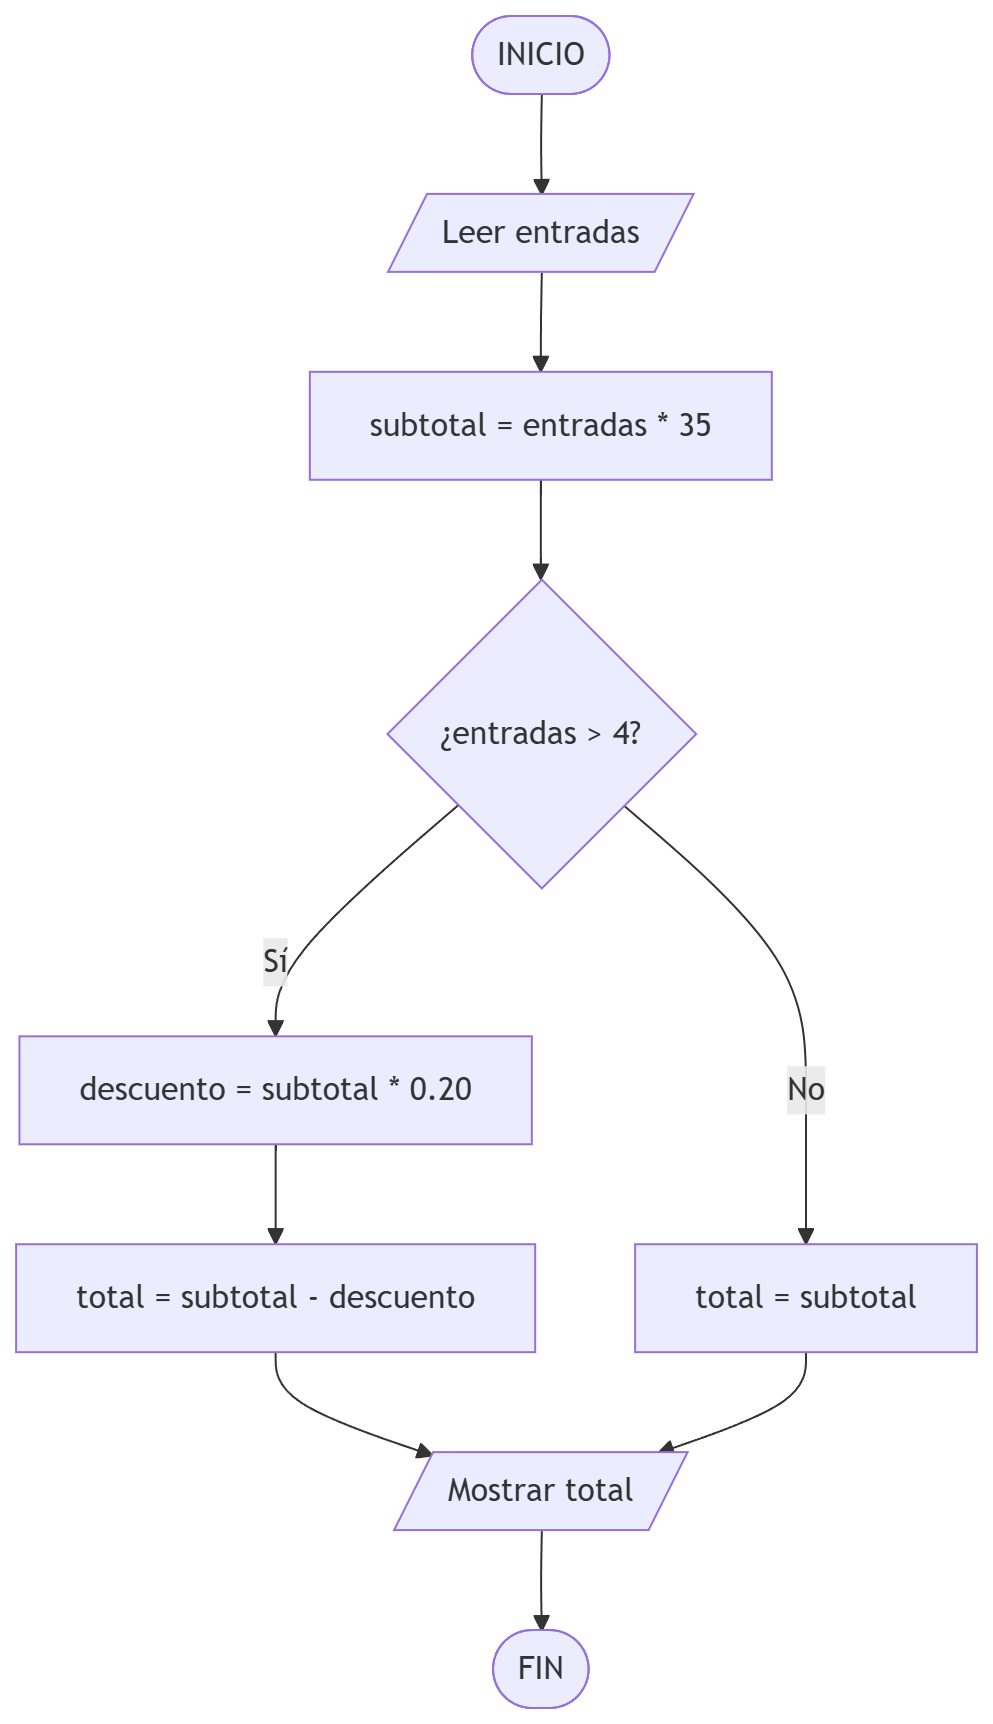 INICIO
Leer entradas
subtotal = entradas * 35
¿entradas > 4?
Sí
descuento = subtotal * 0.20
No
total = subtotal - descuento
total = subtotal
Mostrar total
FIN